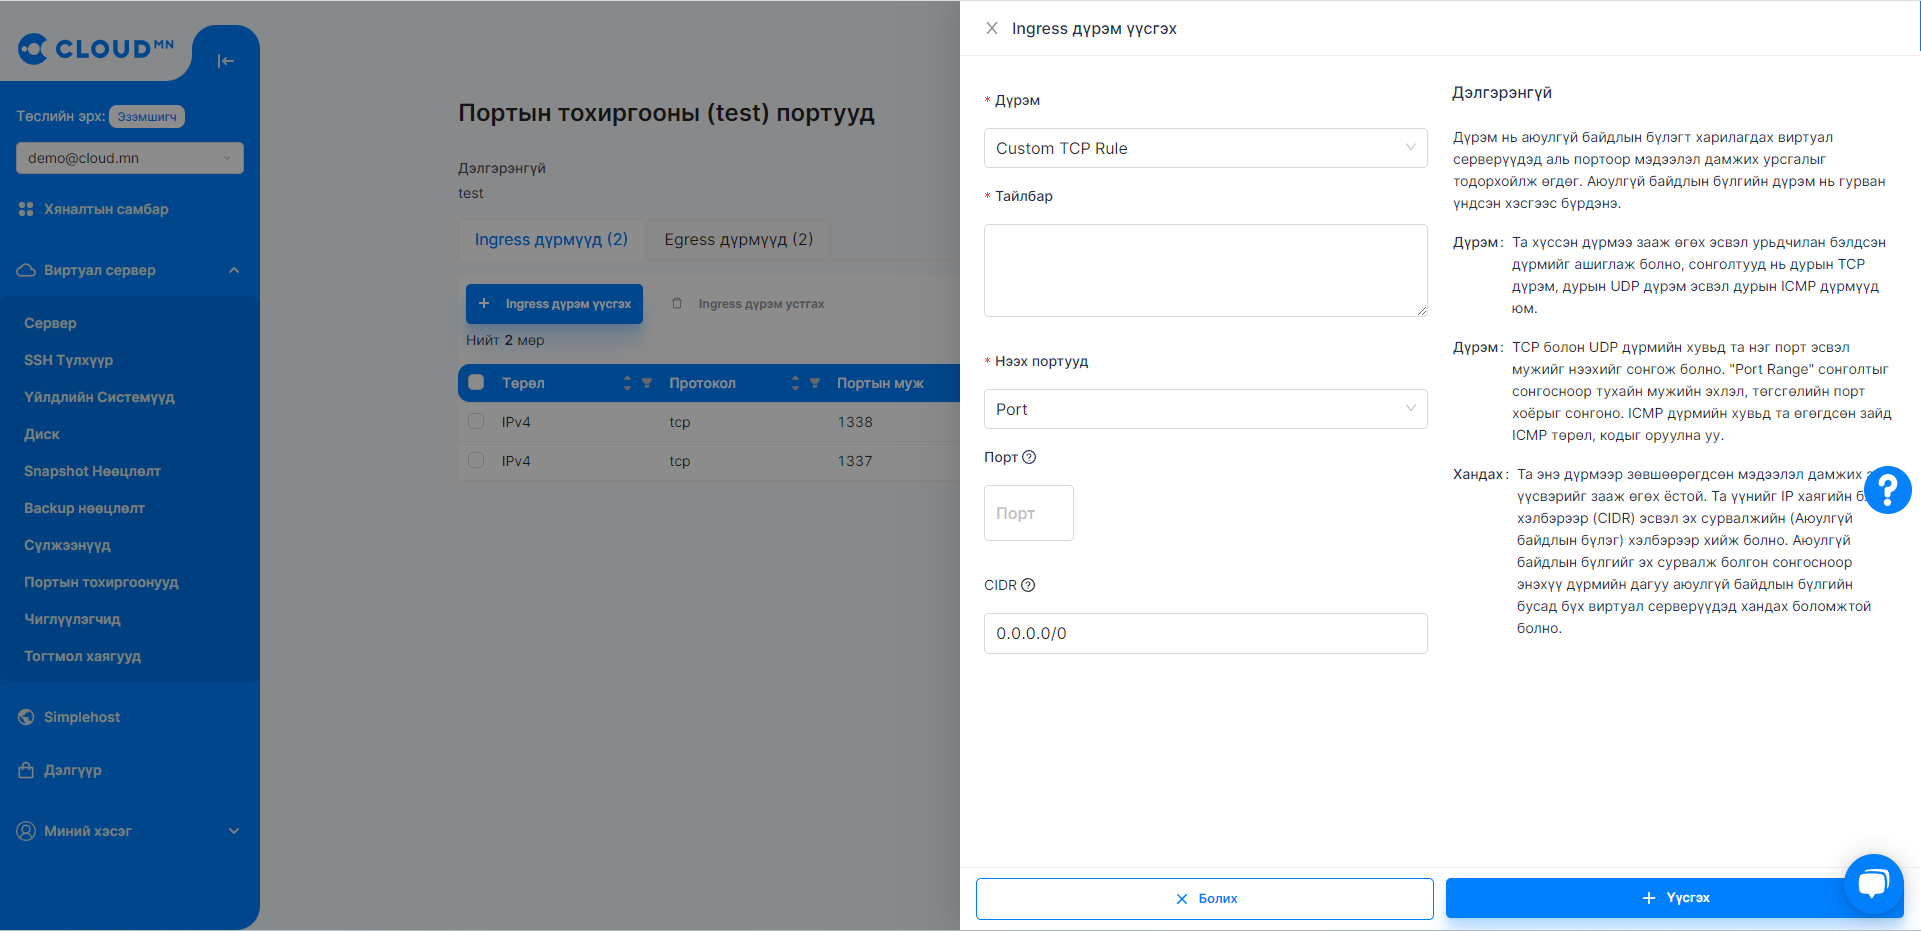 CLOUD MN
Төслийн эрх: Эзэмшигч
demo@cloud.mn
Хяналтын самбар
Виртуал сервер
Сервер
SSH Түлхүүр
Үйлдлийн Системүүд
Диск
Snapshot Нөөцлөлт
Backup нөөцлөлт
Сүлжээнүүд
Портын тохиргоонууд
Чиглүүлэгчид
Тогтмол хаягууд
Simplehost
Дэлгүүр
Миний хэсэг
Портын тохиргооны (test) портууд
Дэлгэрэнгүй
test
Ingress дүрмүүд (2) Egress дүрмүүд (2)
+ Ingress дүрэм үүсгэх Ingress дүрэм устгах
Нийт 2 мөр
Төрөл Протокол Портын муж
IPv4 tcp 1338
IPv4 tcp 1337
Ingress дүрэм үүсгэх
* Дүрэм
Custom TCP Rule
* Тайлбар
* Нээх портууд
Port
Порт ?
Порт
CIDR ?
0.0.0.0/0
Дэлгэрэнгүй
Дүрэм нь аюулгүй байдлын бүлэгт харилагдах виртуал
серверүүдэд аль портоор мэдээлэл дамжих урсгалыг
тодорхойлж өгдөг. Аюулгүй байдлын бүлгийн дүрэм нь гурван
үндсэн хэсгээс бүрдэнэ.
Дүрэм: Та хүссэн дүрмээ зааж өгөх эсвэл урьдчилан бэлдсэн
дүрмийг ашиглаж болно, сонголтууд нь дурын TCP
дүрэм, дурын UDP дүрэм эсвэл дурын ICMP дүрмүүд
юм.
Дүрэм: TCP болон UDP дүрмийн хувьд та нэг порт эсвэл
мужийг нээхийг сонгож болно. "Port Range" сонголтыг
сонгосноор тухайн мужийн эхлэл, төгсгөлийн порт
хоёрыг сонгоно. ICMP дүрмийн хувьд та өгөгдсөн зайд
ICMP төрөл, кодыг оруулна уу.
Хандах: Та энэ дүрмээр зөвшөөрөгдсөн мэдээлэл дамжих
үүсвэрийг зааж өгөх ёстой. Та үүнийг IP хаягийн
хэлбэрээр (CIDR) эсвэл эх сурвалжийн (Аюулгүй
байдлын бүлэг) хэлбэрээр хийж болно. Аюулгүй
байдлын бүлгийг эх сурвалж болгон сонгосноор
энэхүү дүрмийн дагуу аюулгүй байдлын бүлгийн
бусад бүх виртуал серверүүдэд хандах боломжтой
болно.
?
Болих
+ Үүсгэх